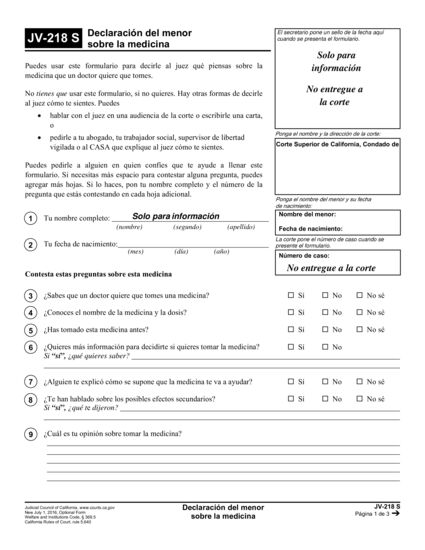 JV-218 S
Declaración del menor
sobre la medicina
El secretario pone un sello de la fecha aquí
cuando se presenta el formulario.
Solo para
información
No entregue a
la corte
Puedes usar este formulario para decirle al juez qué piensas sobre la
medicina que un doctor quiere que tomes.
No tienes que usar este formulario, si no quieres. Hay otras formas de decirle
al juez cómo te sientes. Puedes
• hablar con el juez en una audiencia de la corte o escribirle una carta,
o
• pedirle a tu abogado, tu trabajador social, supervisor de libertad
vigilada o al CASA que explique al juez cómo te sientes.
Puedes pedirle a alguien en quien confíes que te ayude a llenar este
formulario. Si necesitas más espacio para contestar alguna pregunta, puedes
agregar más hojas. Si lo haces, pon tu nombre completo y el número de la
pregunta que estás contestando en cada hoja adicional.
Ponga el nombre y la dirección de la corte:
Corte Superior de California, Condado de
Ponga el nombre del menor y su fecha
de nacimiento:
Nombre del menor:
Fecha de nacimiento:
La corte pone el número de caso cuando se
presente el formulario.
Número de caso:
No entregue a la corte
1 Tu nombre completo: Solo para información
(nombre) (segundo) (apellido)
2 Tu fecha de nacimiento:
(mes) (día) (año)
Contesta estas preguntas sobre esta medicina
3 ¿Sabes que un doctor quiere que tomes una medicina? ☐ Sí ☐ No ☐ No sé
4 ¿Conoces el nombre de la medicina y la dosis? ☐ Sí ☐ No ☐ No sé
5 ¿Has tomado esta medicina antes? ☐ Sí ☐ No ☐ No sé
6 ¿Quieres más información para decidirte si quieres tomar la medicina? ☐ Sí ☐ No
Si "sí", ¿qué quieres saber?
7 ¿Alguien te explicó cómo se supone que la medicina te va a ayudar? ☐ Sí ☐ No ☐ No sé
8 ¿Te han hablado sobre los posibles efectos secundarios? ☐ Sí ☐ No ☐ No sé
Si "sí", ¿qué te dijeron?
9 ¿Cuál es tu opinión sobre tomar la medicina?
Judicial Council of California, www.courts.ca.gov
New July 1, 2016, Optional Form
Welfare and Institutions Code, § 369.5
California Rules of Court, rule 5.640
Declaración del menor
sobre la medicina
JV-218 S
Página 1 de 3 ➔